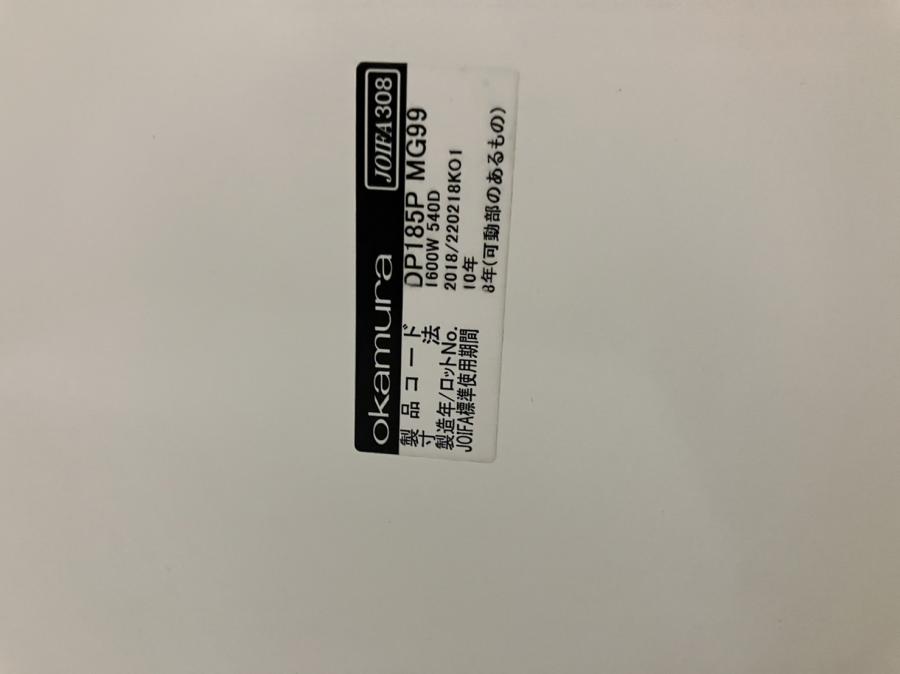 okamura JOIFA308
製品コード DP185P MG99
寸法 1600W 540D
製造年/ロットNo. 2018/220218K01
JOIFA標準使用期間 10年
8年(可動部のあるもの)